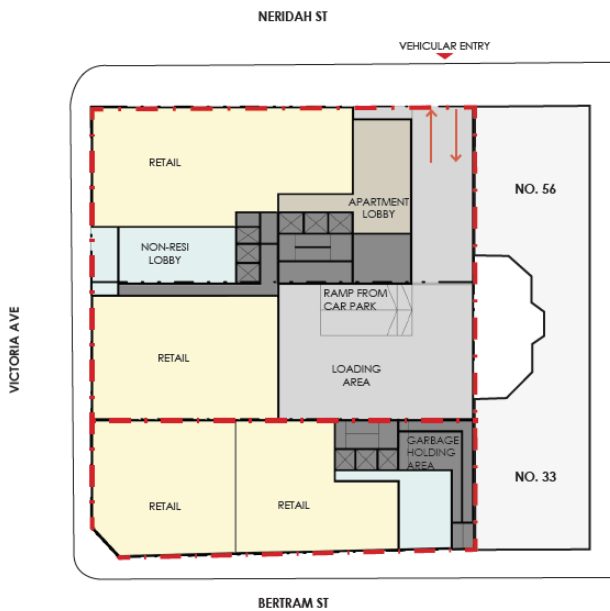 NERIDAH ST
VEHICULAR ENTRY
RETAIL
APARTMENT
LOBBY
NO. 56
NON-RESI
LOBBY
RAMP FROM
CAR PARK
VICTORIA AVE
RETAIL
LOADING
AREA
GARBAGE
HOLDING
AREA
NO. 33
RETAIL
RETAIL
BERTRAM ST